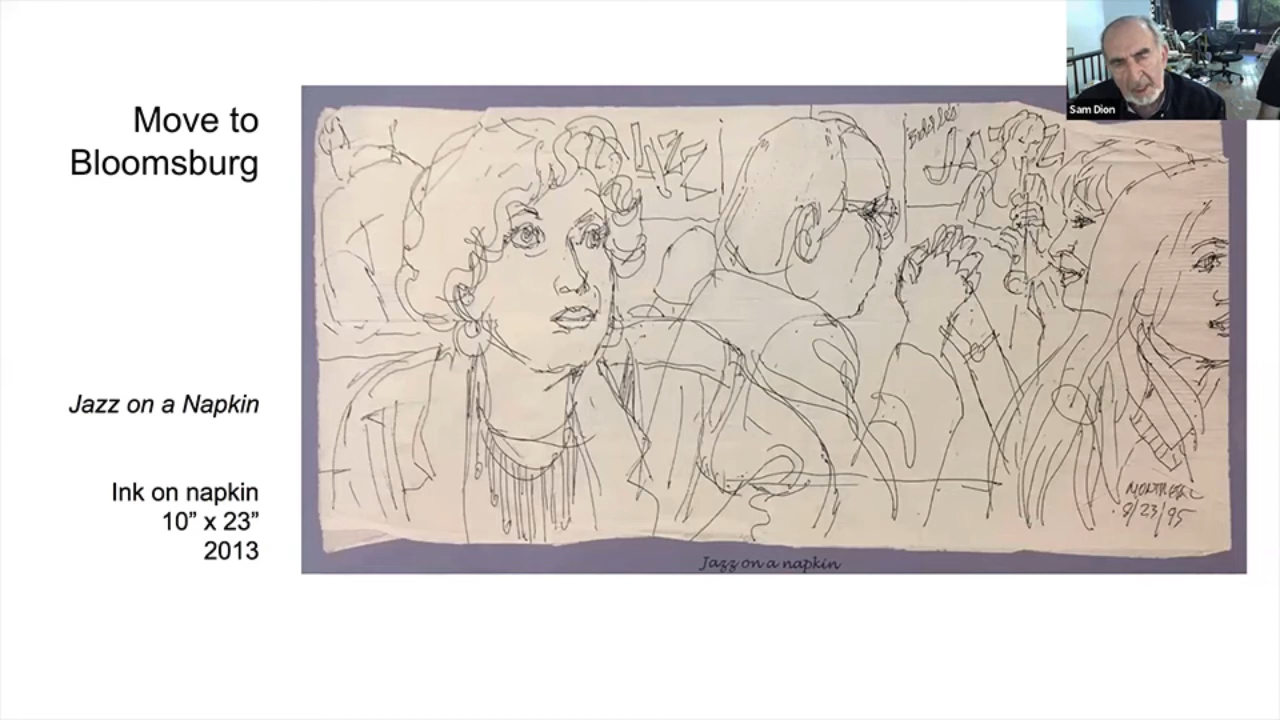 Move to
Bloomsburg
Jazz on a Napkin
Ink on napkin
10” x 23”
2013
Sam Dion
JAZZ
MONTREAL
8/23/95
Jazz on a napkin